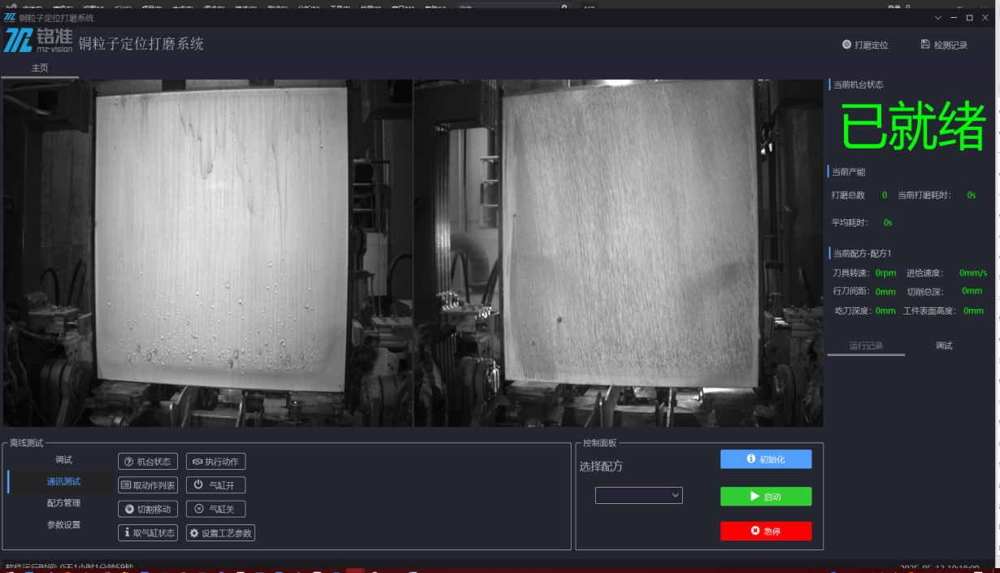 铜粒子定位打磨系统
铭准
mz-vision
铜粒子定位打磨系统
打磨定位
检测记录
主页
当前机台状态
已就绪
当前产能
打磨总数 0 当前打磨耗时: 0s
平均耗时: 0s
当前配方-配方1
刀具转速: 0rpm 进给速度: 0mm/s
行刀间距: 0mm 切削总深: 0mm
吃刀深度: 0mm 工件表面高度: 0mm
运行记录 调试
离线测试
调试
通讯测试
配方管理
参数设置
机台状态 执行动作
取动作列表 气缸开
切割移动 气缸关
取气缸状态 设置工艺参数
控制面板
选择配方
初始化
启动
急停
软件运行时间: 0天1小时1分钟59秒